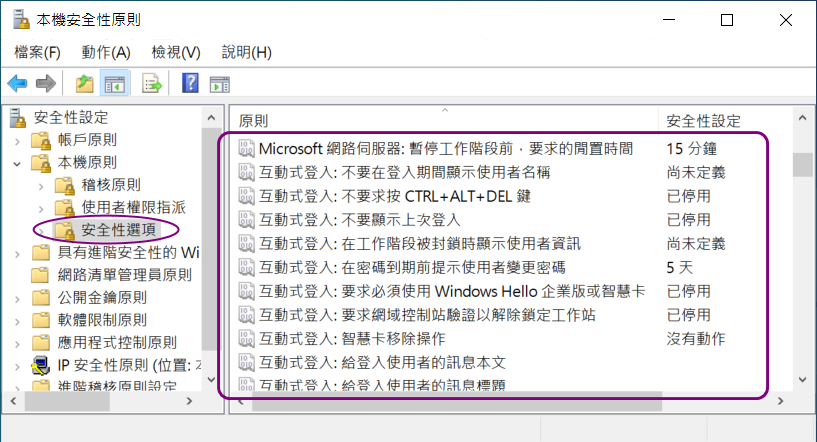 本機安全性原則
檔案(F) 動作(A) 檢視(V) 說明(H)
安全性設定
帳戶原則
本機原則
稽核原則
使用者權限指派
安全性選項
具有進階安全性的 Wi
網路清單管理員原則
公開金鑰原則
軟體限制原則
應用程式控制原則
IP 安全性原則 (位置: 本
進階稽核原則設定
原則 安全性設定
Microsoft 網路伺服器: 暫停工作階段前，要求的閒置時間 15 分鐘
互動式登入: 不要在登入期間顯示使用者名稱 尚未定義
互動式登入: 不要求按 CTRL+ALT+DEL 鍵 已停用
互動式登入: 不要顯示上次登入 已停用
互動式登入: 在工作階段被封鎖時顯示使用者資訊 尚未定義
互動式登入: 在密碼到期前提示使用者變更密碼 5 天
互動式登入: 要求必須使用 Windows Hello 企業版或智慧卡 已停用
互動式登入: 要求網域控制站驗證以解除鎖定工作站 已停用
互動式登入: 智慧卡移除操作 沒有動作
互動式登入: 給登入使用者的訊息本文
互動式登入: 給登入使用者的訊息標題